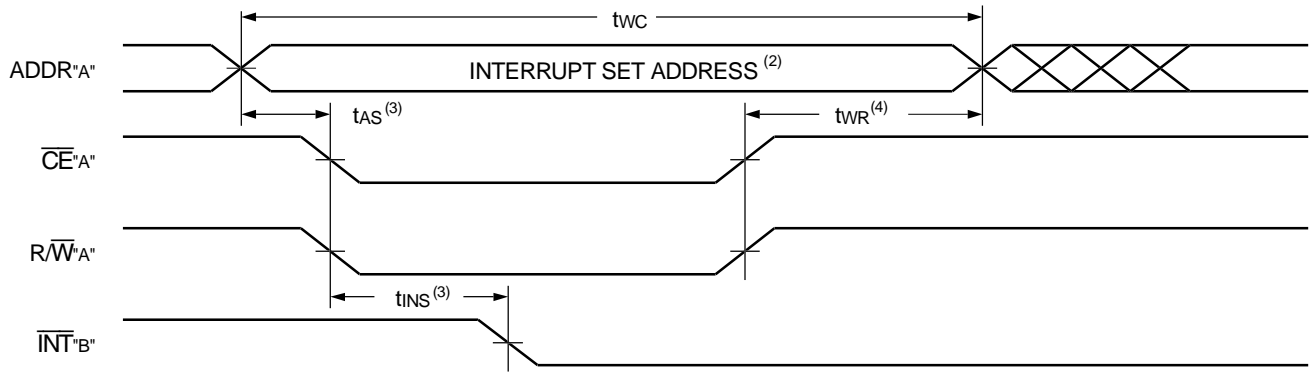 tWC
ADDR"A"
INTERRUPT SET ADDRESS (2)
tAS(3)
tWR(4)
CE"A"
R/W"A"
tINS(3)
INT"B"